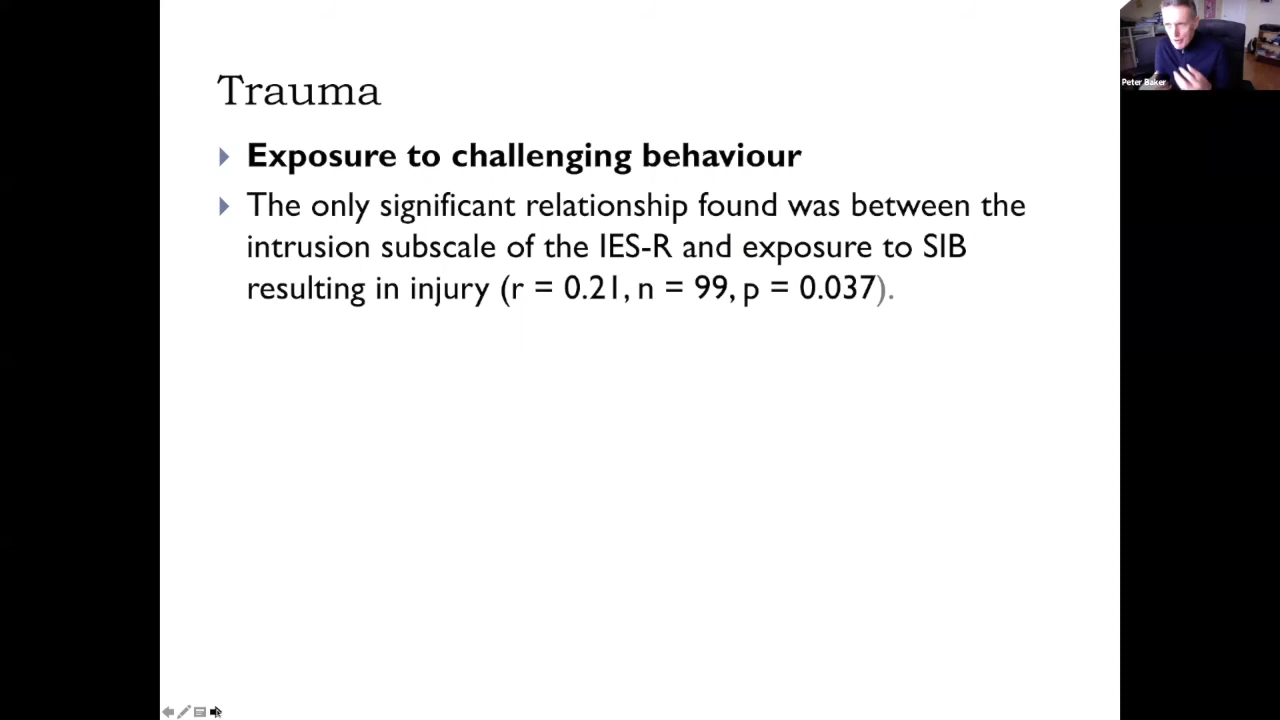 Trauma
Exposure to challenging behaviour
The only significant relationship found was between the
intrusion subscale of the IES-R and exposure to SIB
resulting in injury (r = 0.21, n = 99, p = 0.037).
Peter Baker